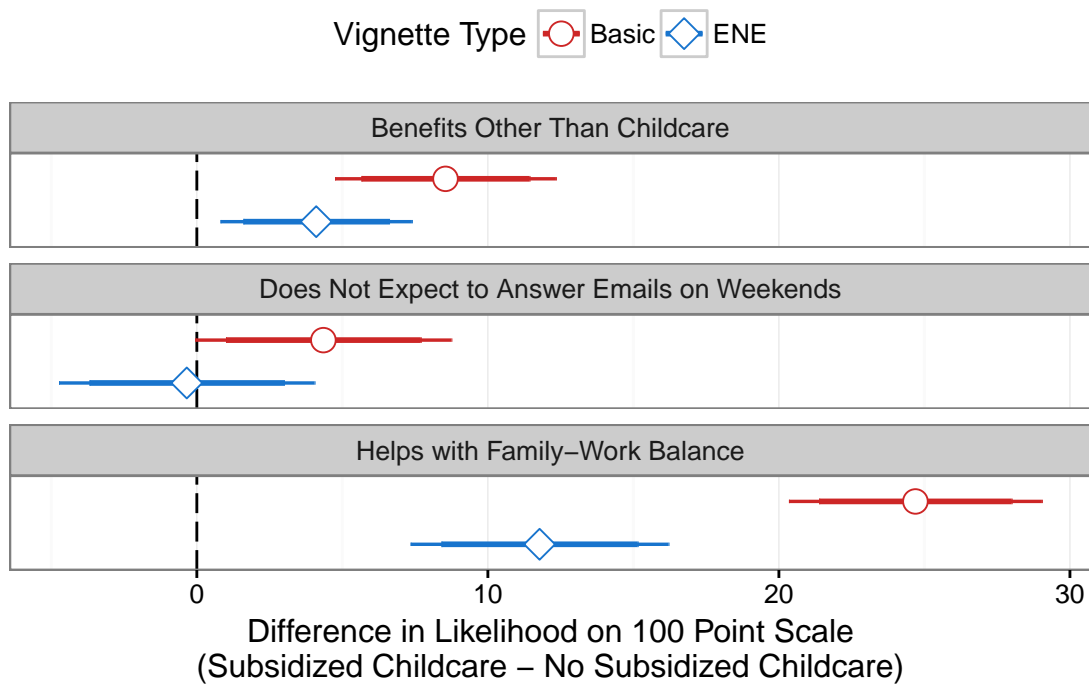 Vignette Type Basic ENE
Benefits Other Than Childcare
Does Not Expect to Answer Emails on Weekends
Helps with Family−Work Balance
0 10 20 30
Difference in Likelihood on 100 Point Scale
(Subsidized Childcare − No Subsidized Childcare)